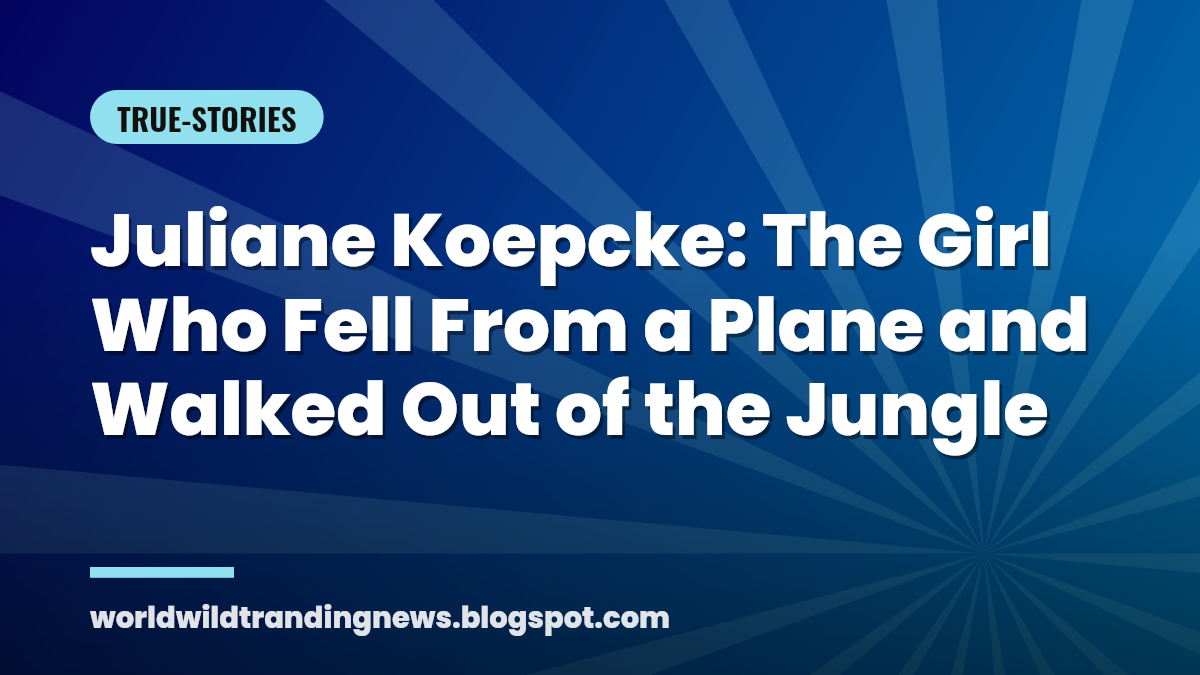 TRUE-STORIES
Juliane Koepcke: The Girl
Who Fell From a Plane and
Walked Out of the Jungle
worldwildtrandingnews.blogspot.com